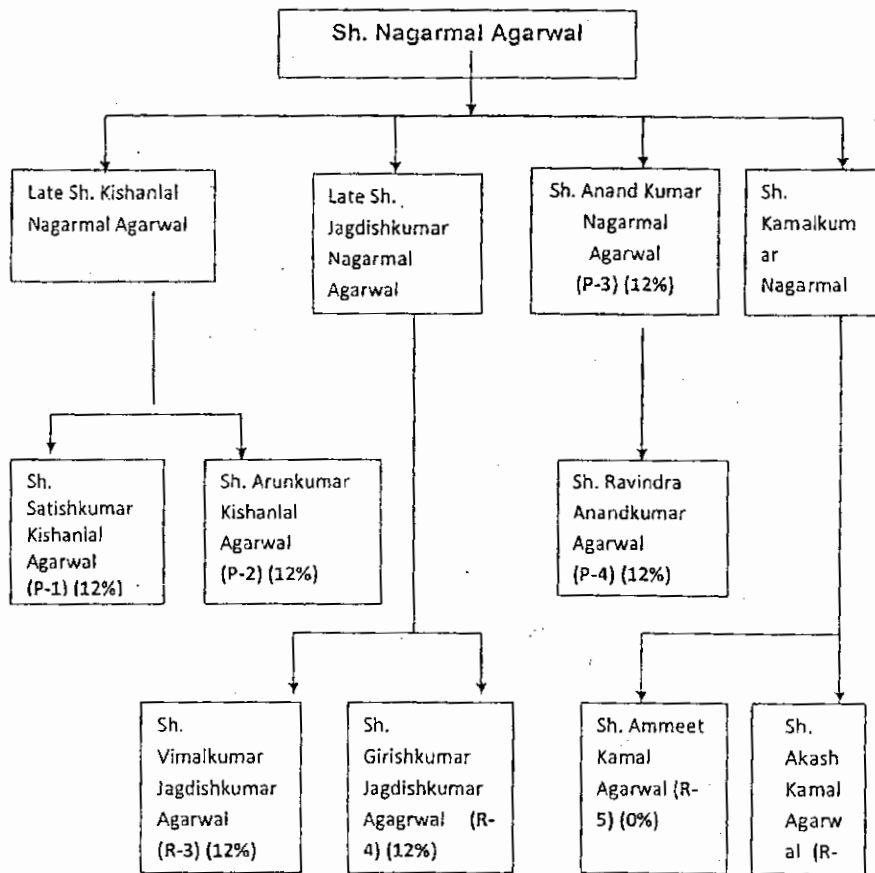 Sh. Nagarmal Agarwal
Late Sh. Kishanlal
Nagarmal Agarwal
Late Sh.
Jagdishkumar
Nagarmal
Agarwal
Sh. Anand Kumar
Nagarmal
Agarwal
(P-3) (12%)
Sh.
Kamalkum
ar
Nagarmal
Sh.
Satishkumar
Kishanlal
Agarwal
(P-1) (12%)
Sh. Arunkumar
Kishanlal
Agarwal
(P-2) (12%)
Sh. Ravindra
Anandkumar
Agarwal
(P-4) (12%)
Sh.
Vimalkumar
Jagdishkumar
Agarwal
(R-3) (12%)
Sh.
Girishkumar
Jagdishkumar
Agagrwal (R-
4) (12%)
Sh. Ammeet
Kamal
Agarwal (R-
5) (0%)
Sh.
Akash
Kamal
Agarw
al (R-